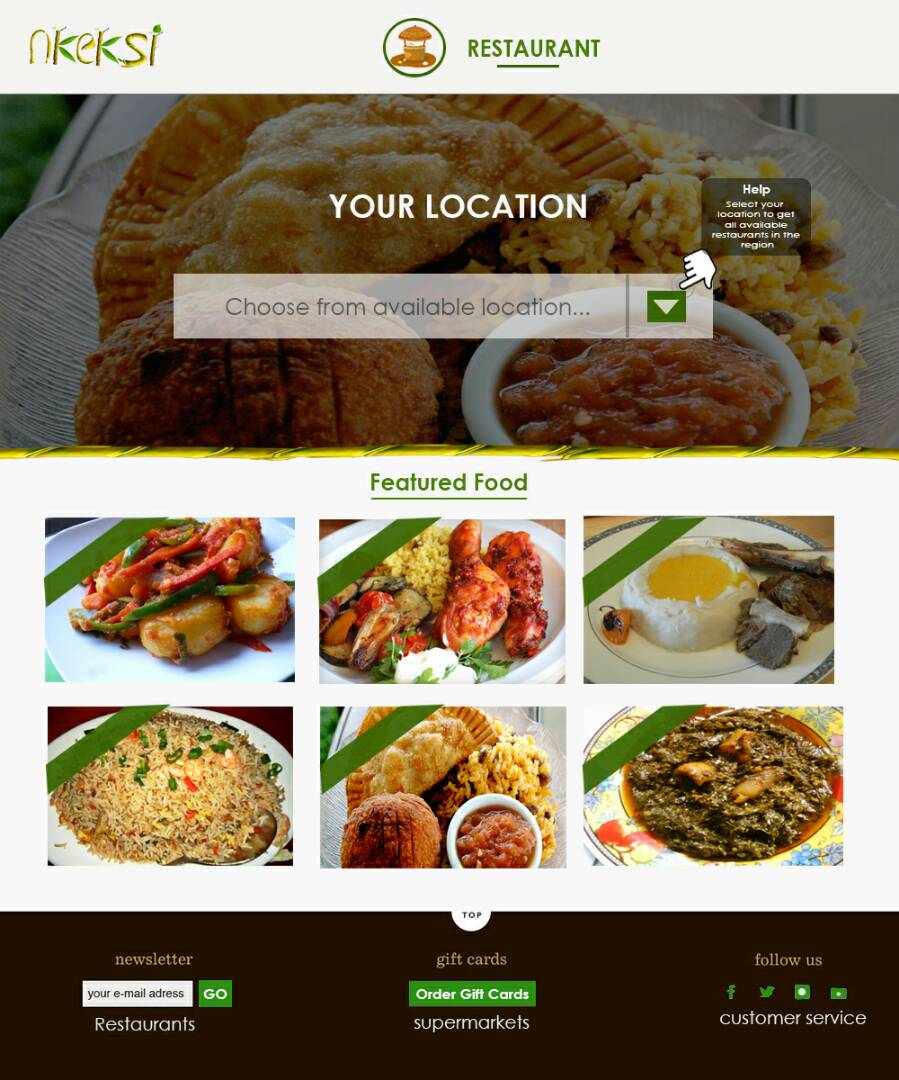 nkeksi
RESTAURANT
YOUR LOCATION
Help
Select your
location to get
all available
restaurants in the
region
Choose from available location...
Featured Food
TOP
newsletter
gift cards
follow us
your e-mail adress
GO
Order Gift Cards
Restaurants
supermarkets
customer service